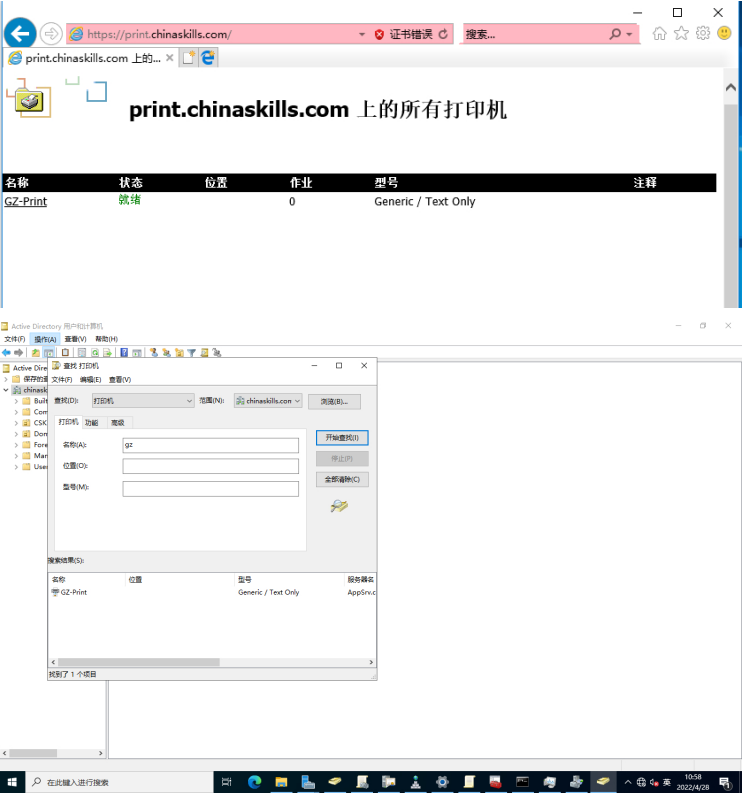 https://print.chinaskills.com/
证书错误
搜索...
print.chinaskills.com 上的...
print.chinaskills.com 上的所有打印机
名称 状态 位置 作业 型号 注释
GZ-Print 就绪 0 Generic / Text Only
Active Directory 用户和计算机
文件(F) 操作(A) 查看(V) 帮助(H)
Active Dire
保存的查
chinask
Built
Com
CSK
Don
Fore
Mar
User
查找 打印机
文件(F) 编辑(E) 查看(V)
查找(D): 打印机 范围(N): chinaskills.con 浏览(B)...
打印机 功能 高级
名称(A): gz
位置(O):
型号(M):
开始查找(I)
停止(P)
全部清除(C)
搜索结果(S):
名称 位置 型号 服务器名
GZ-Print Generic / Text Only AppSrv.c
找到了 1 个项目
在此键入进行搜索
英
10:58
2022/4/28